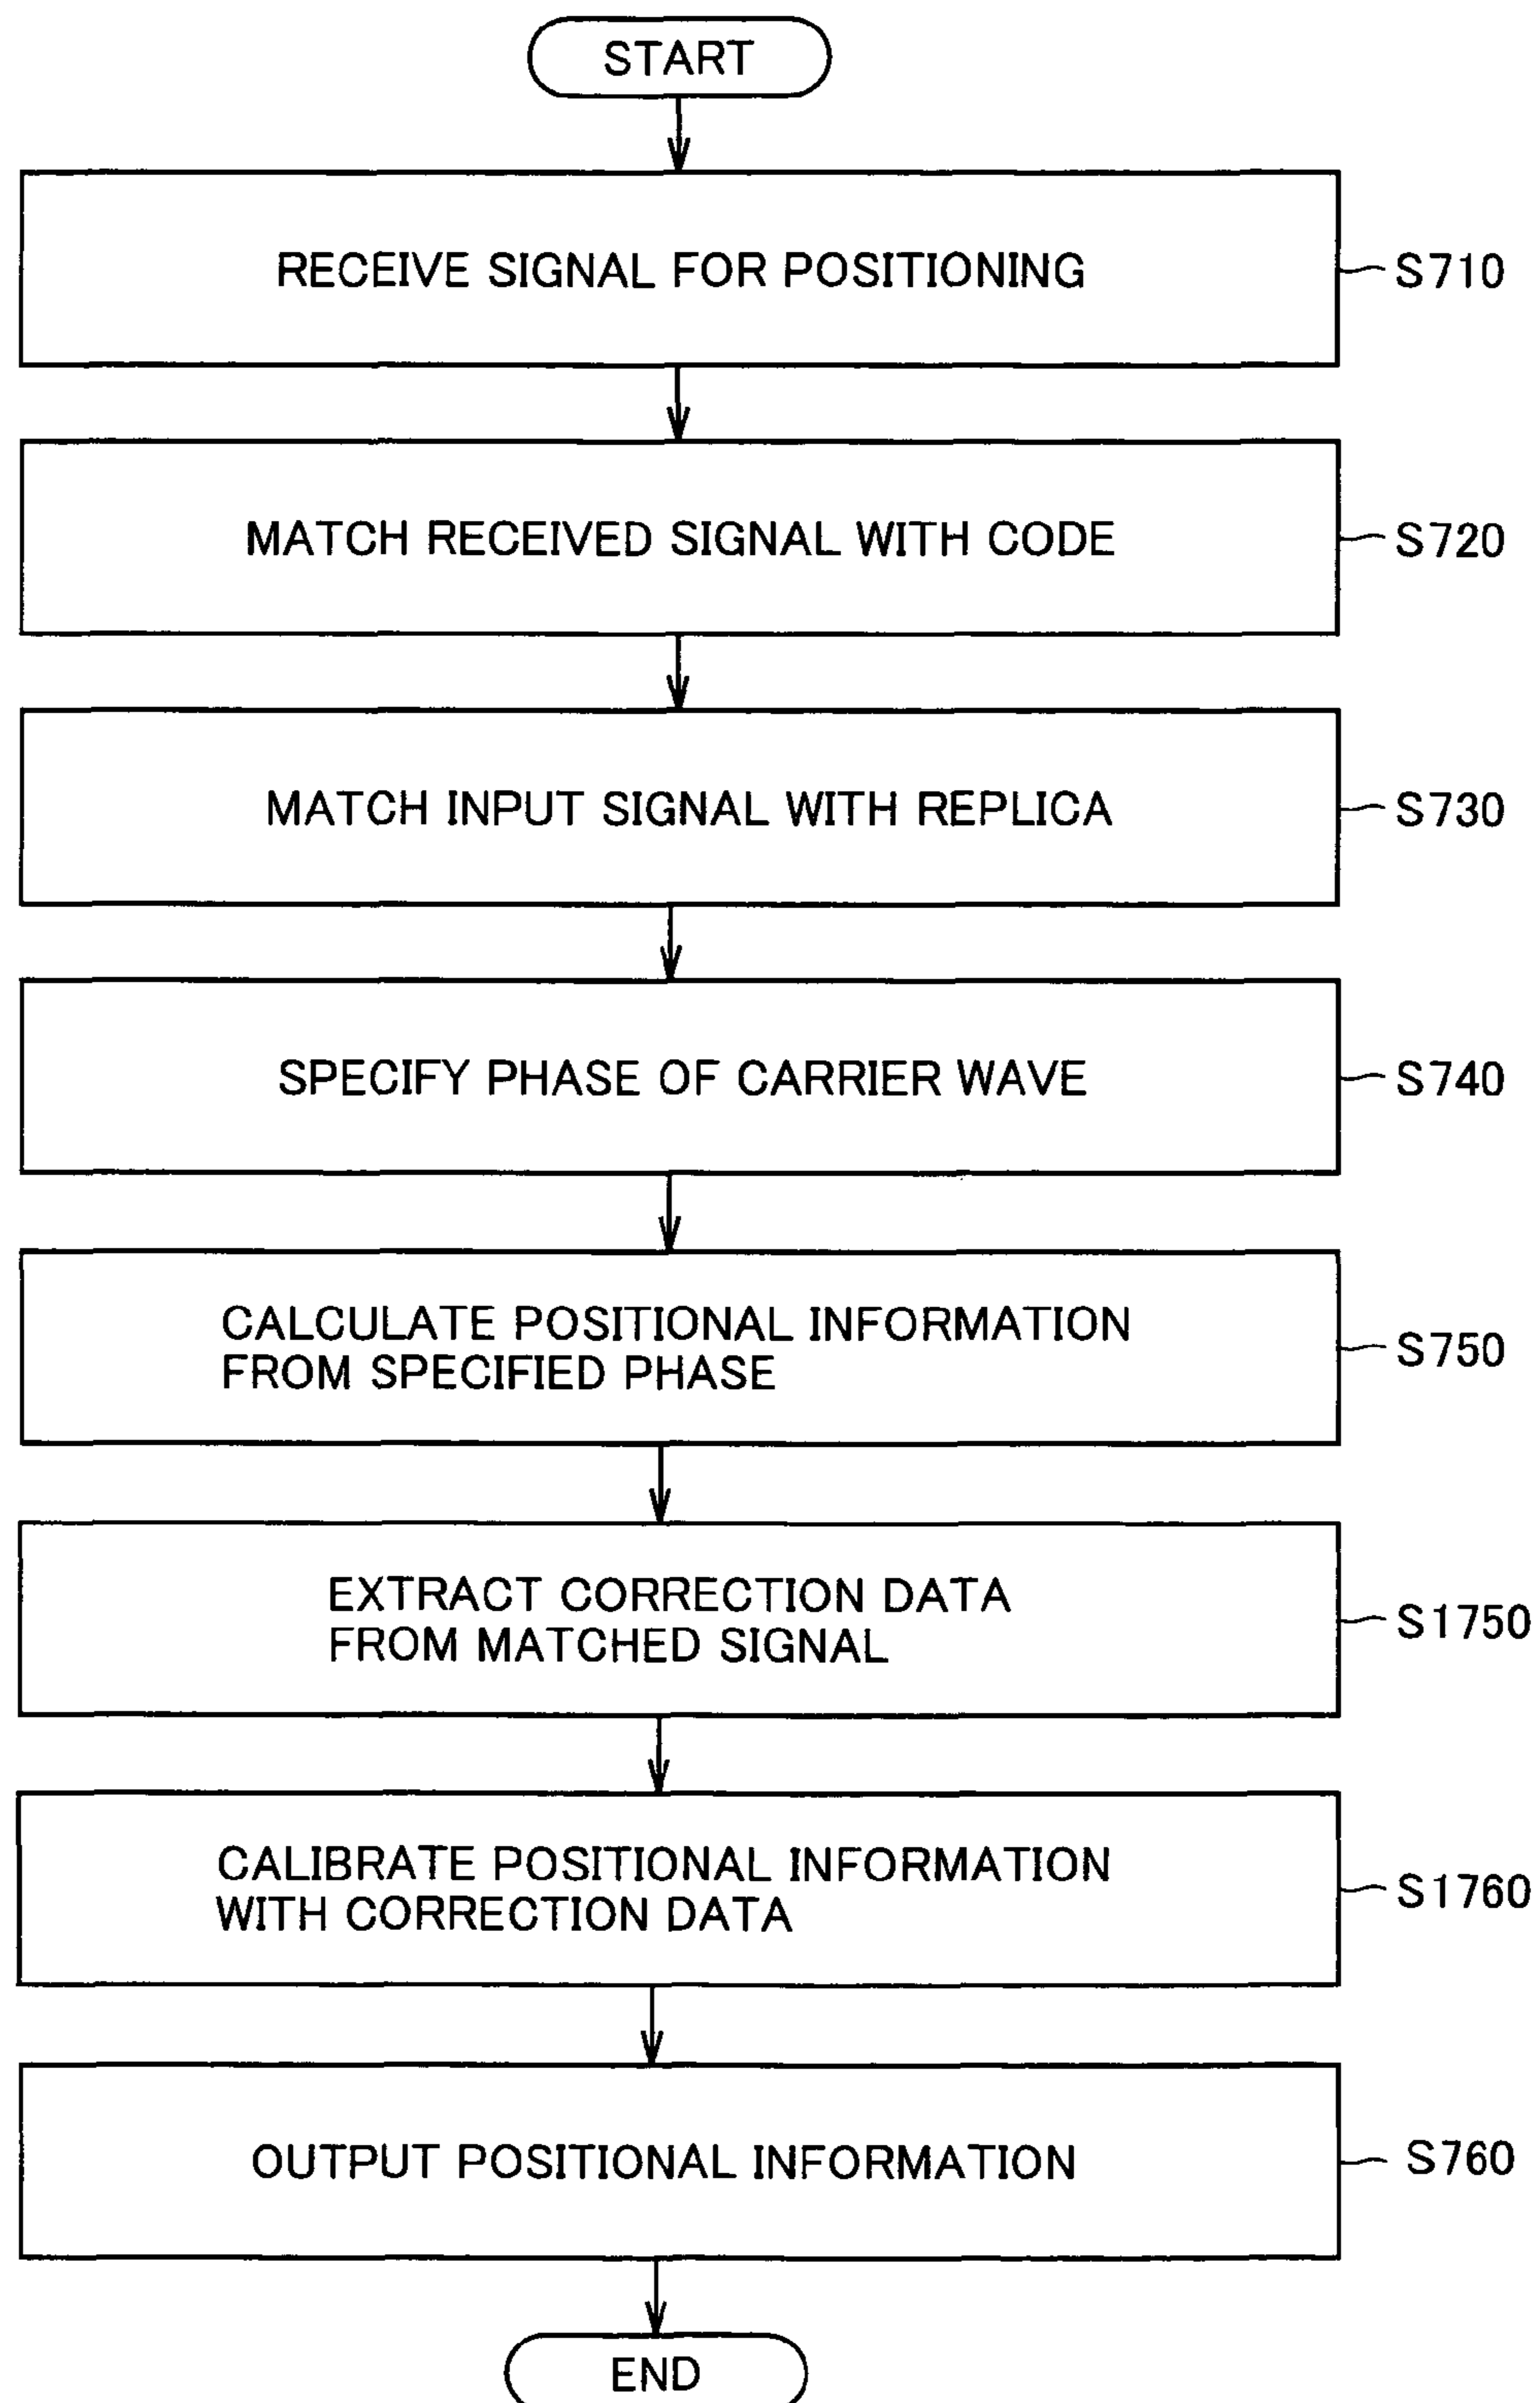 START
RECEIVE SIGNAL FOR POSITIONING
S710
MATCH RECEIVED SIGNAL WITH CODE
S720
MATCH INPUT SIGNAL WITH REPLICA
S730
SPECIFY PHASE OF CARRIER WAVE
S740
CALCULATE POSITIONAL INFORMATION
FROM SPECIFIED PHASE
S750
EXTRACT CORRECTION DATA
FROM MATCHED SIGNAL
S1750
CALIBRATE POSITIONAL INFORMATION
WITH CORRECTION DATA
S1760
OUTPUT POSITIONAL INFORMATION
S760
END